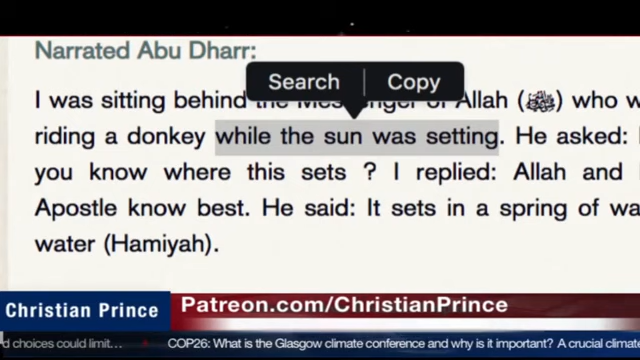 Narrated Abu Dharr:
Search Copy
I was sitting behind the Messenger of Allah (ﷺ) who w
riding a donkey while the sun was setting. He asked:
you know where this sets ? I replied: Allah and
Apostle know best. He said: It sets in a spring of wa
water (Hamiyah).
Christian Prince
Patreon.com/ChristianPrince
d choices could limit... COP26: What is the Glasgow climate conference and why is it important? A crucial climate